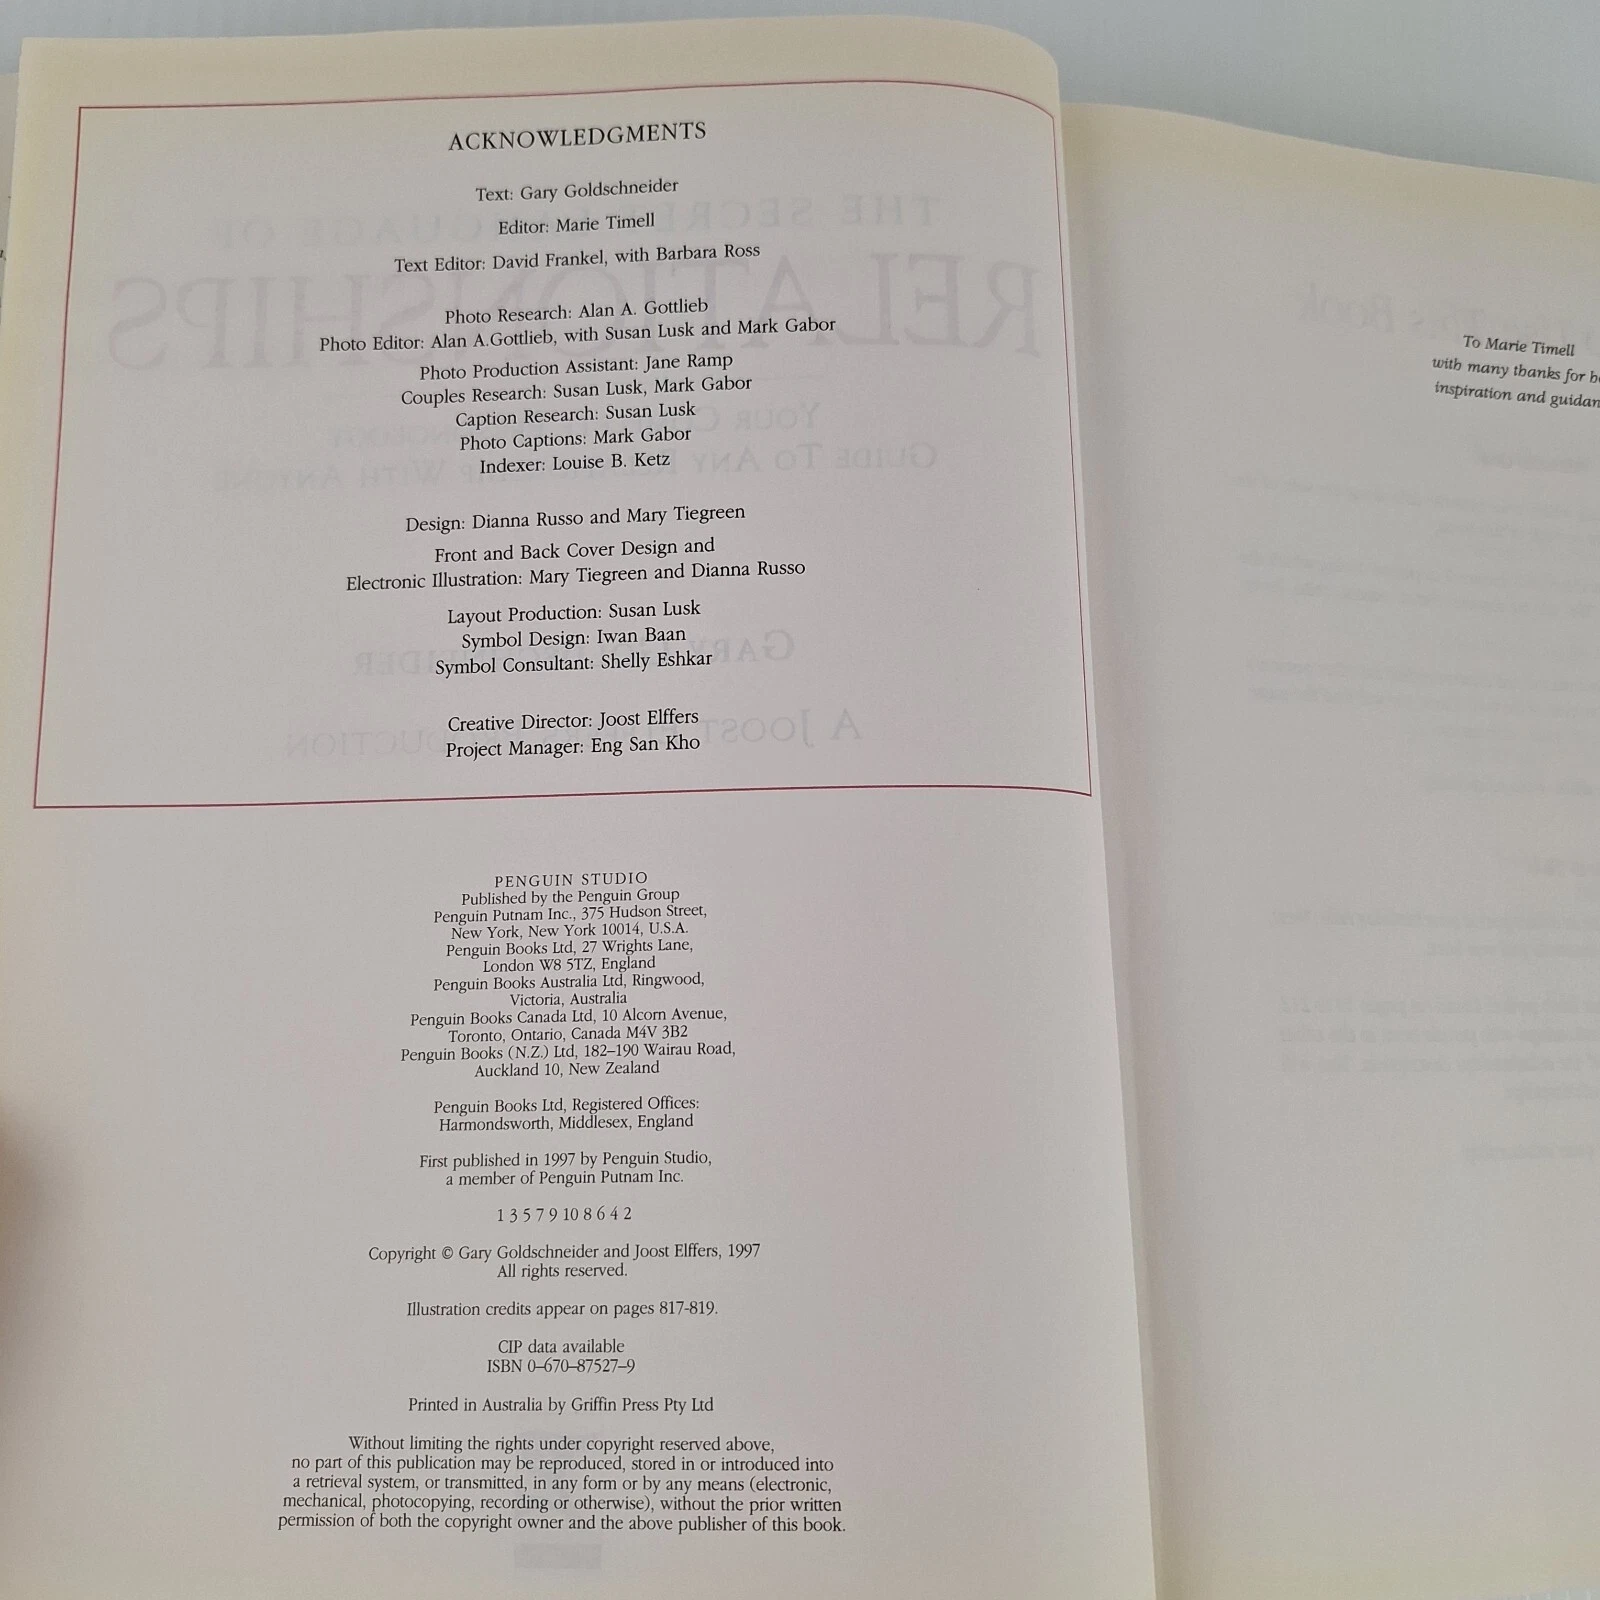 ACKNOWLEDGMENTS
Text: Gary Goldschneider
Editor: Marie Timell
Text Editor: David Frankel, with Barbara Ross
Photo Research: Alan A. Gottlieb
Photo Editor: Alan A.Gottlieb, with Susan Lusk and Mark Gabor
Photo Production Assistant: Jane Ramp
Couples Research: Susan Lusk, Mark Gabor
Caption Research: Susan Lusk
Photo Captions: Mark Gabor
Indexer: Louise B. Ketz
Design: Dianna Russo and Mary Tiegreen
Front and Back Cover Design and
Electronic Illustration: Mary Tiegreen and Dianna Russo
Layout Production: Susan Lusk
Symbol Design: Iwan Baan
Symbol Consultant: Shelly Eshkar
Creative Director: Joost Elffers
Project Manager: Eng San Kho
PENGUIN STUDIO
Published by the Penguin Group
Penguin Putnam Inc., 375 Hudson Street,
New York, New York 10014, U.S.A.
Penguin Books Ltd, 27 Wrights Lane,
London W8 5TZ, England
Penguin Books Australia Ltd, Ringwood,
Victoria, Australia
Penguin Books Canada Ltd, 10 Alcorn Avenue,
Toronto, Ontario, Canada M4V 3B2
Penguin Books (N.Z.) Ltd, 182–190 Wairau Road,
Auckland 10, New Zealand
Penguin Books Ltd, Registered Offices:
Harmondsworth, Middlesex, England
First published in 1997 by Penguin Studio,
a member of Penguin Putnam Inc.
1 3 5 7 9 10 8 6 4 2
Copyright © Gary Goldschneider and Joost Elffers, 1997
All rights reserved.
Illustration credits appear on pages 817-819.
CIP data available
ISBN 0–670–87527–9
Printed in Australia by Griffin Press Pty Ltd
Without limiting the rights under copyright reserved above,
no part of this publication may be reproduced, stored in or introduced into
a retrieval system, or transmitted, in any form or by any means (electronic,
mechanical, photocopying, recording or otherwise), without the prior written
permission of both the copyright owner and the above publisher of this book.
To Marie Timell
with many thanks for
inspiration and